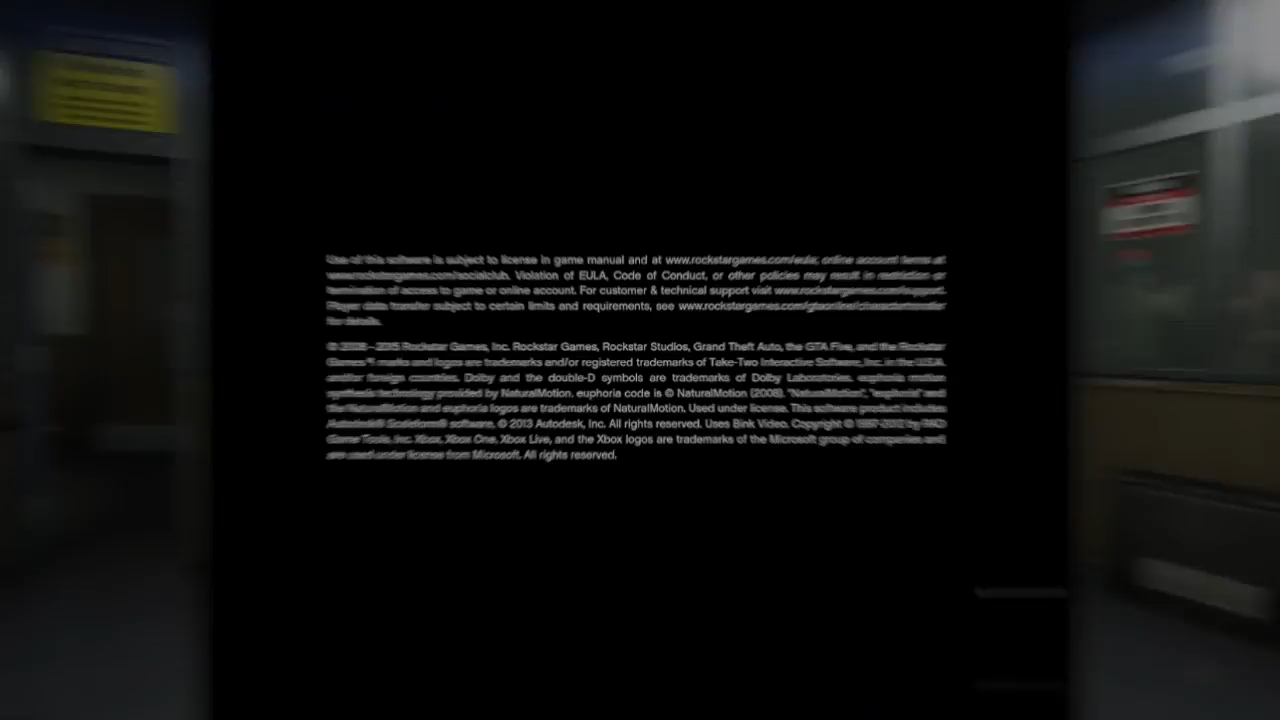 Use of this software is subject to license in game manual and at www.rockstargames.com/eula; online account terms at
www.rockstargames.com/socialclub. Violation of EULA, Code of Conduct, or other policies may result in restriction or
termination of access to game or online account. For customer & technical support visit www.rockstargames.com/support.
Player data transfer subject to certain limits and requirements, see www.rockstargames.com/gtaonline/charactertransfer
for details.
© 2008–2015 Rockstar Games, Inc. Rockstar Games, Rockstar Studios, Grand Theft Auto, the GTA Five, and the Rockstar
Games™ marks and logos are trademarks and/or registered trademarks of Take-Two Interactive Software, Inc. in the U.S.A.
and/or foreign countries. Dolby and the double-D symbols are trademarks of Dolby Laboratories. euphoria motion
synthesis technology provided by NaturalMotion. euphoria code is © NaturalMotion (2008). "NaturalMotion", "euphoria" and
the NaturalMotion and euphoria logos are trademarks of NaturalMotion. Used under license. This software product includes
Autodesk® Scaleform® software, © 2013 Autodesk, Inc. All rights reserved. Uses Bink Video. Copyright © 1997-2012 by RAD
Game Tools, Inc. Xbox, Xbox One, Xbox Live, and the Xbox logos are trademarks of the Microsoft group of companies and
are used under license from Microsoft. All rights reserved.